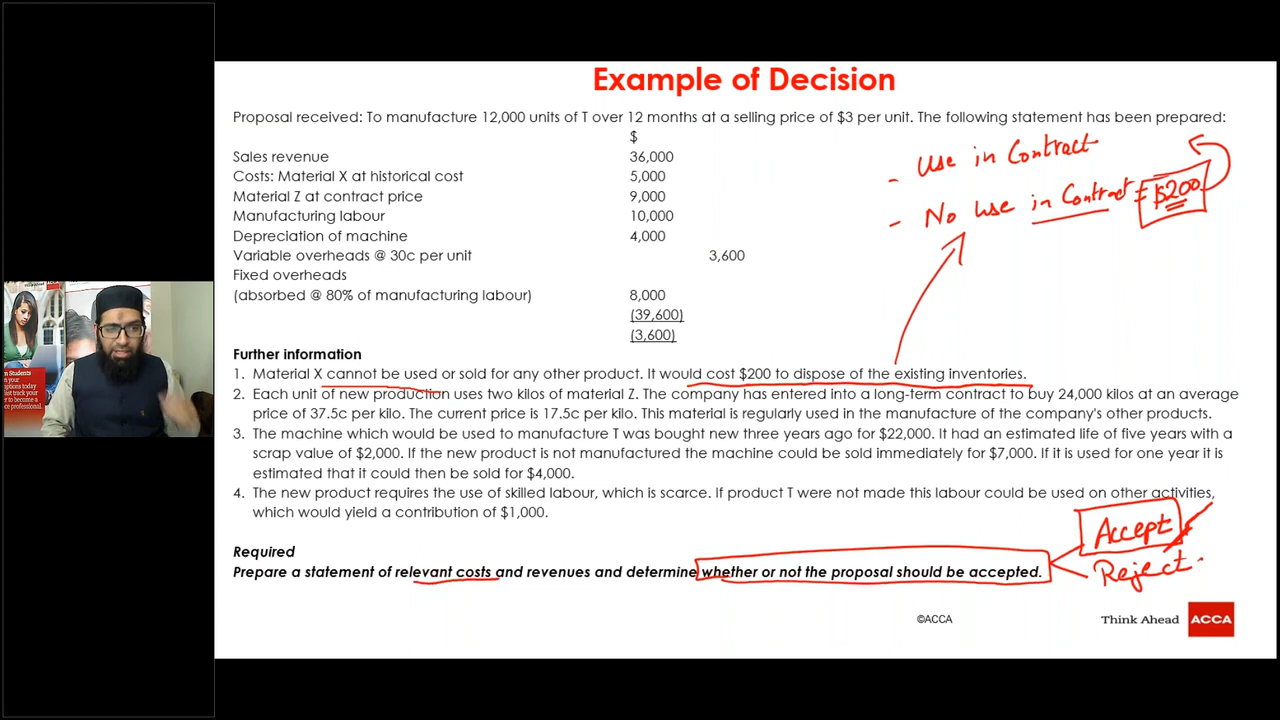 Example of Decision
Proposal received: To manufacture 12,000 units of T over 12 months at a selling price of $3 per unit. The following statement has been prepared:
$
Sales revenue 36,000
Costs: Material X at historical cost 5,000
Material Z at contract price 9,000
Manufacturing labour 10,000
Depreciation of machine 4,000
Variable overheads @ 30c per unit 3,600
Fixed overheads
(absorbed @ 80% of manufacturing labour) 8,000
(39,600)
(3,600)
- Use in Contract
- No use in Contract = $200
Further information
1. Material X cannot be used or sold for any other product. It would cost $200 to dispose of the existing inventories.
2. Each unit of new production uses two kilos of material Z. The company has entered into a long-term contract to buy 24,000 kilos at an average
price of 37.5c per kilo. The current price is 17.5c per kilo. This material is regularly used in the manufacture of the company's other products.
3. The machine which would be used to manufacture T was bought new three years ago for $22,000. It had an estimated life of five years with a
scrap value of $2,000. If the new product is not manufactured the machine could be sold immediately for $7,000. If it is used for one year it is
estimated that it could then be sold for $4,000.
4. The new product requires the use of skilled labour, which is scarce. If product T were not made this labour could be used on other activities,
which would yield a contribution of $1,000.
Required
Prepare a statement of relevant costs and revenues and determine whether or not the proposal should be accepted.
Accept
Reject
©ACCA
Think Ahead ACCA